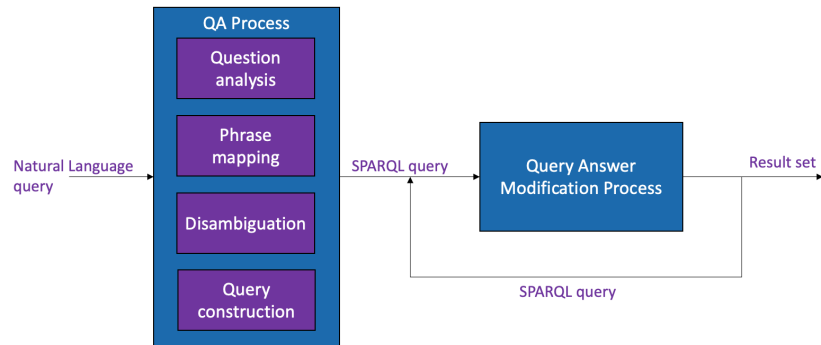 QA Process
Question
analysis
Phrase
mapping
Disambiguation
Query
construction
Natural Language
query
SPARQL query
Query Answer
Modification Process
Result set
SPARQL query